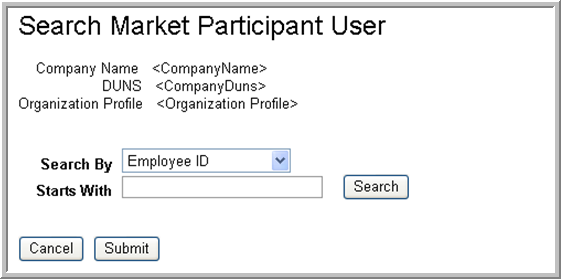 Search Market Participant User
Company Name <CompanyName>
DUNS <CompanyDuns>
Organization Profile <Organization Profile>
Search By Employee ID
Starts With Search
Cancel Submit